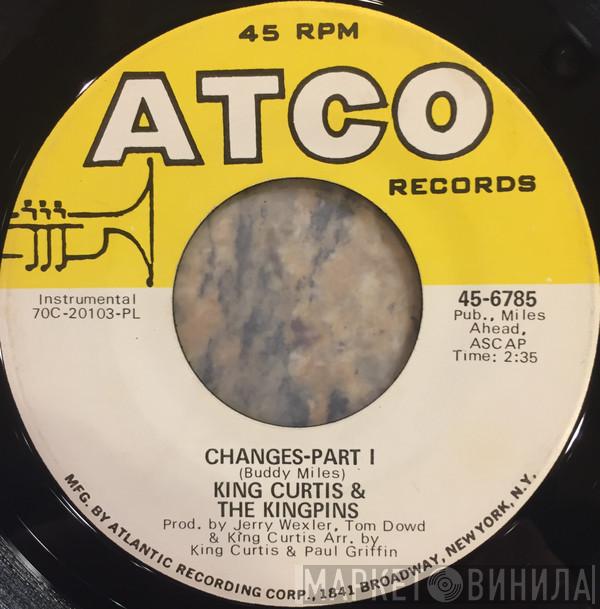 45 RPM
ATCO
RECORDS
Instrumental
70C-20103-PL
45-6785
Pub., Miles
Ahead,
ASCAP
Time: 2:35
CHANGES-PART I
(Buddy Miles)
KING CURTIS &
THE KINGPINS
Prod. by Jerry Wexler, Tom Dowd
& King Curtis Arr. by
King Curtis & Paul Griffin
MFG. BY ATLANTIC RECORDING CORP., 1841 BROADWAY, NEW YORK, N.Y.
МАРКЕТ ВИНИЛА